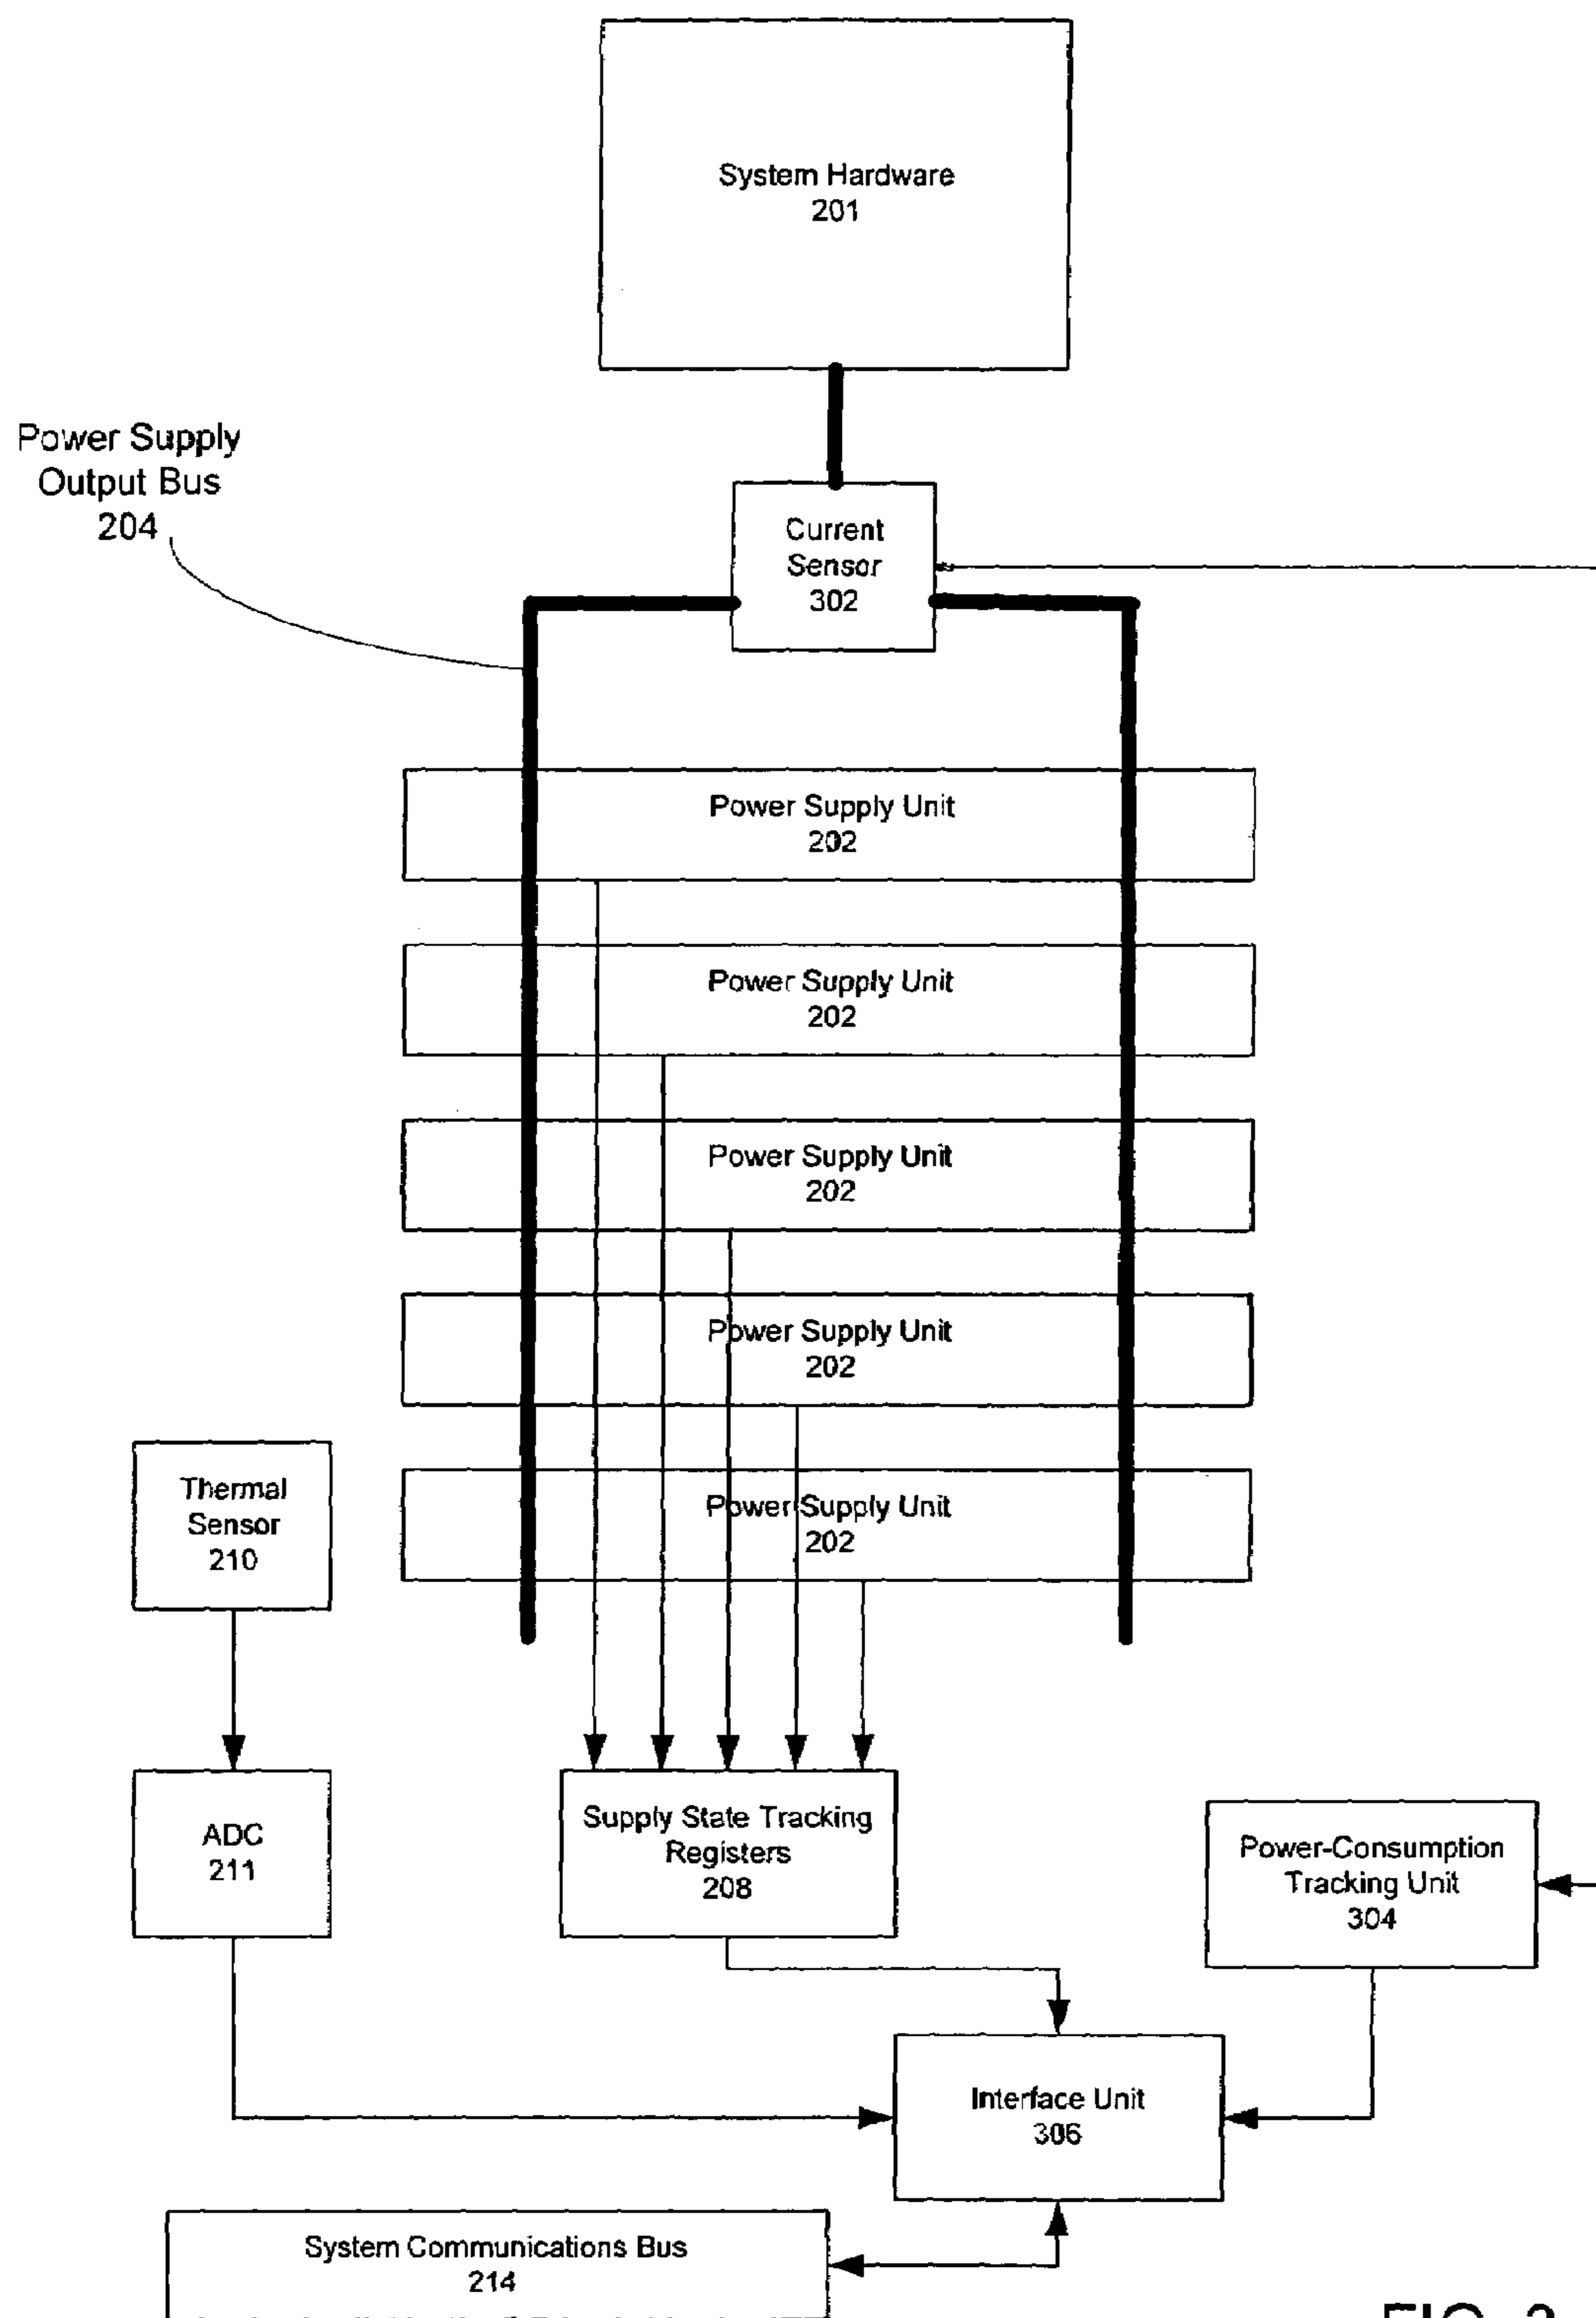 System Hardware
201
Power Supply
Output Bus
204
Current
Sensor
302
Power Supply Unit
202
Power Supply Unit
202
Power Supply Unit
202
Power Supply Unit
202
Power Supply Unit
202
Thermal
Sensor
210
ADC
211
Supply State Tracking
Registers
208
Power-Consumption
Tracking Unit
304
Interface Unit
306
System Communications Bus
214